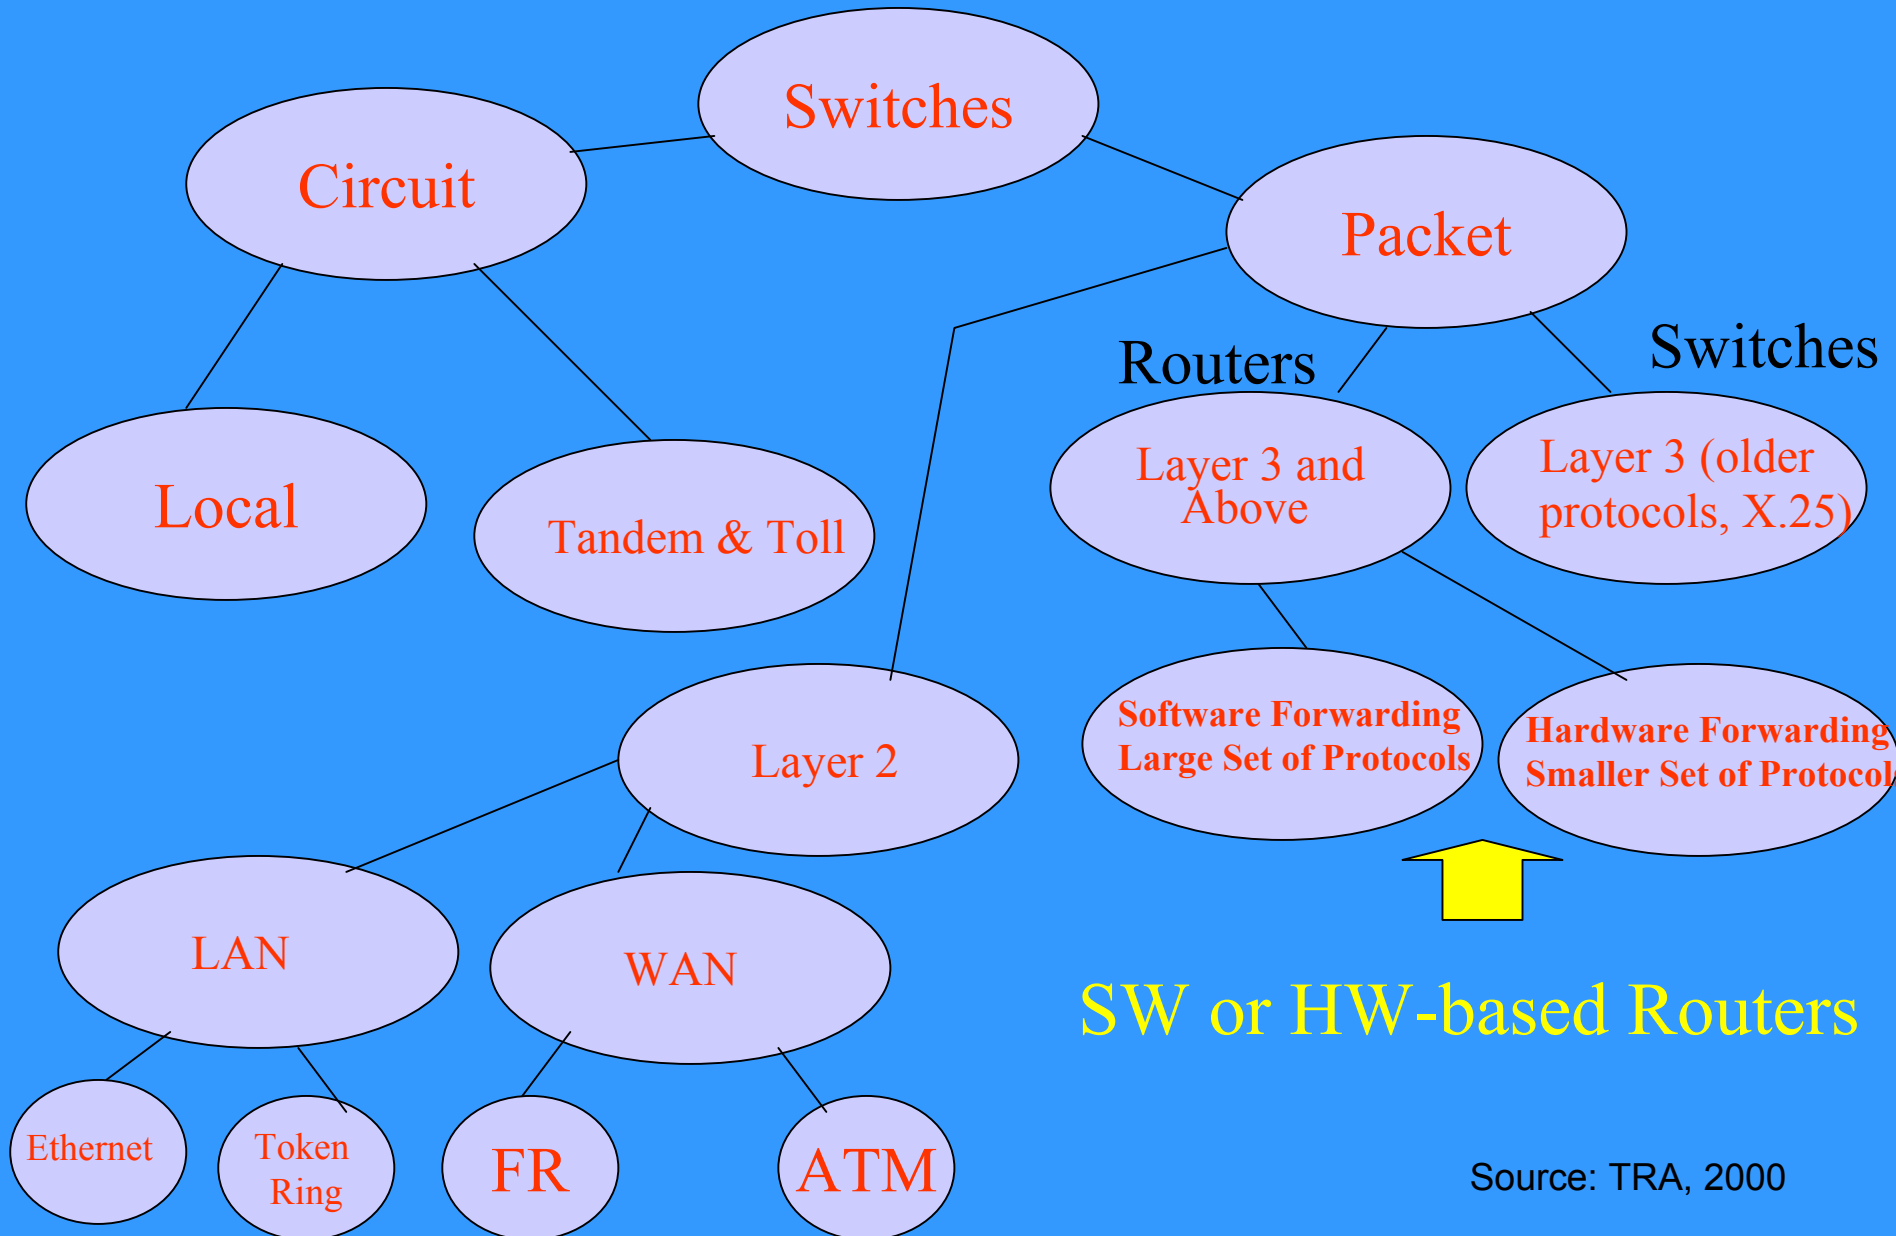 Switches
Circuit
Packet
Routers
Switches
Local
Tandem & Toll
Layer 3 and
Above
Layer 3 (older
protocols, X.25)
Layer 2
Software Forwarding
Large Set of Protocols
Hardware Forwarding
Smaller Set of Protocol
LAN
WAN
SW or HW-based Routers
Ethernet
Token
Ring
FR
ATM
Source: TRA, 2000